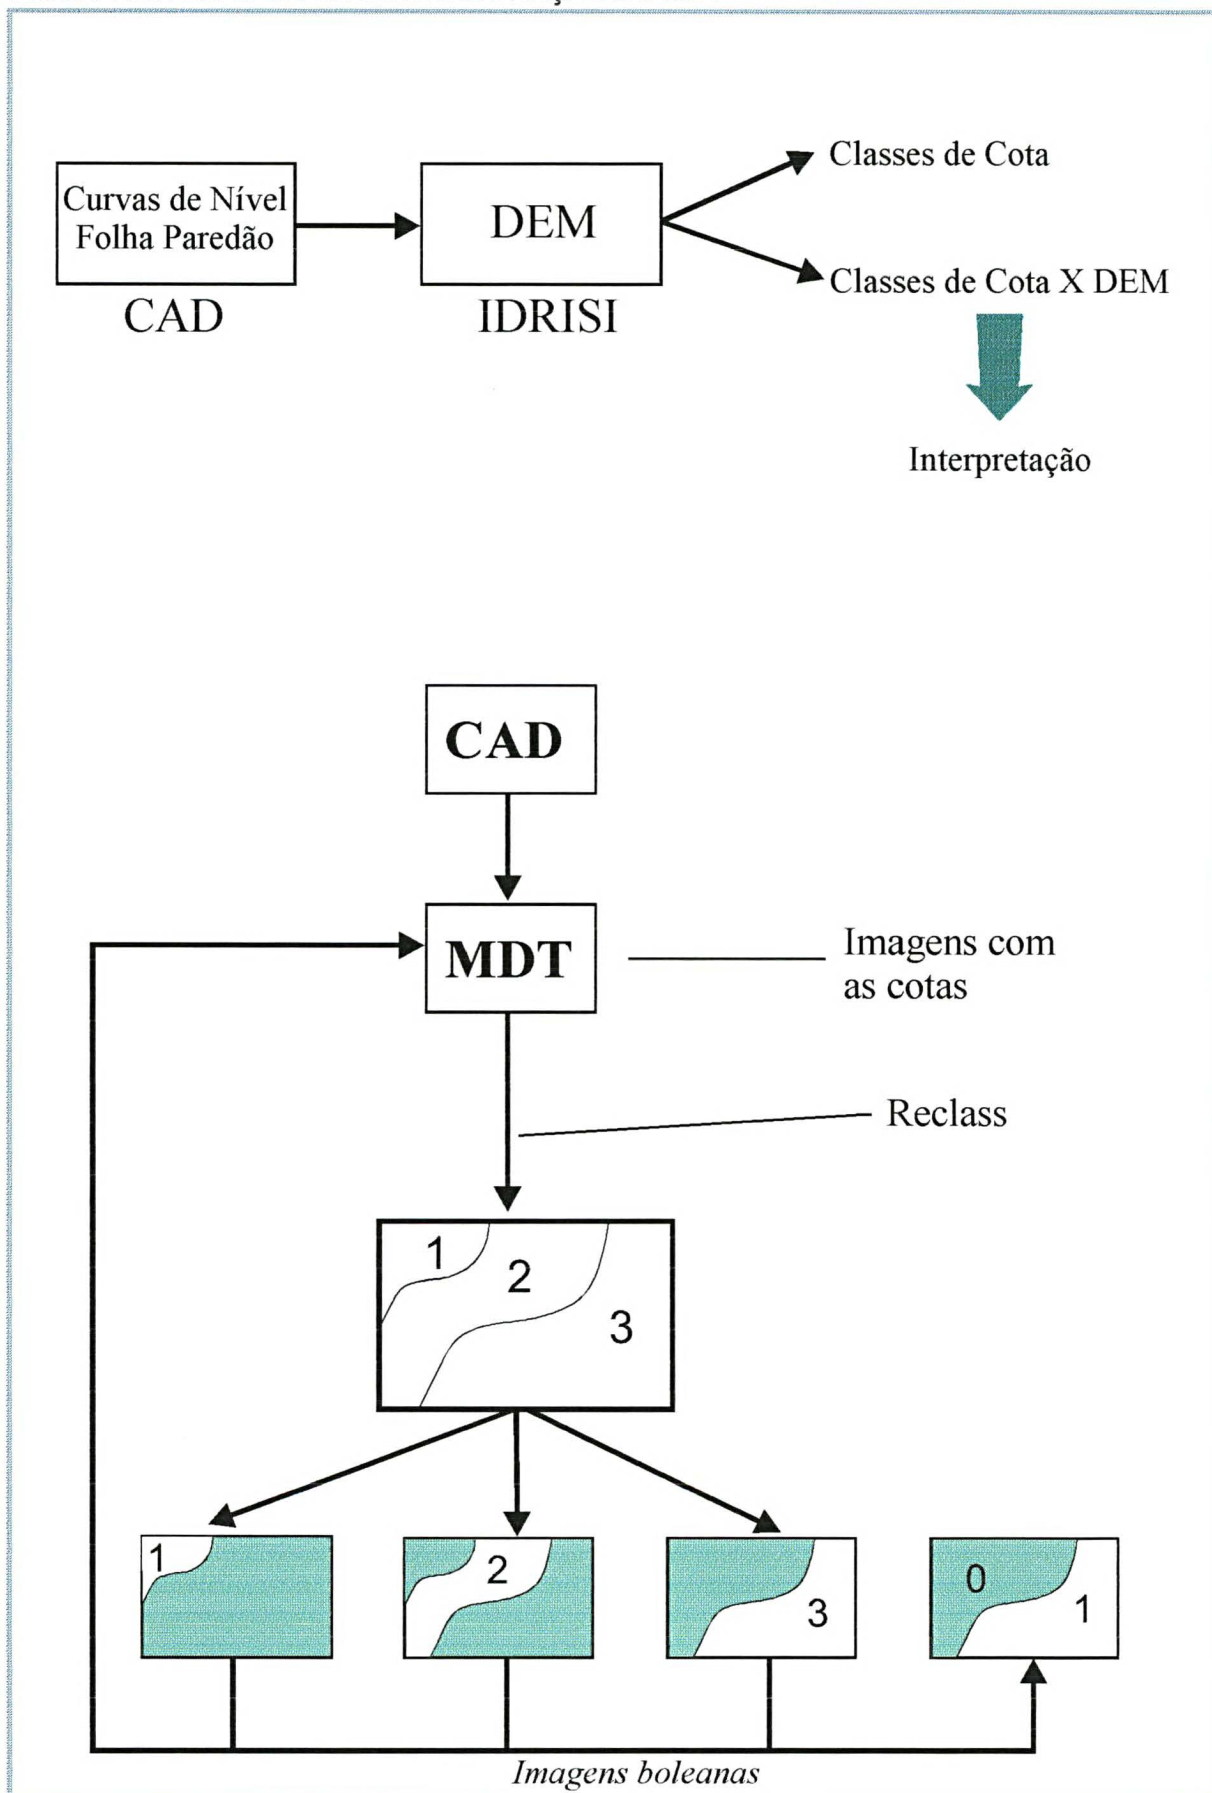 Curvas de Nível
Folha Paredão
CAD
DEM
IDRISI
Classes de Cota
Classes de Cota X DEM
Interpretação
CAD
MDT
Imagens com
as cotas
Reclass
1
2
3
1
2
3
0
1
Imagens boleanas